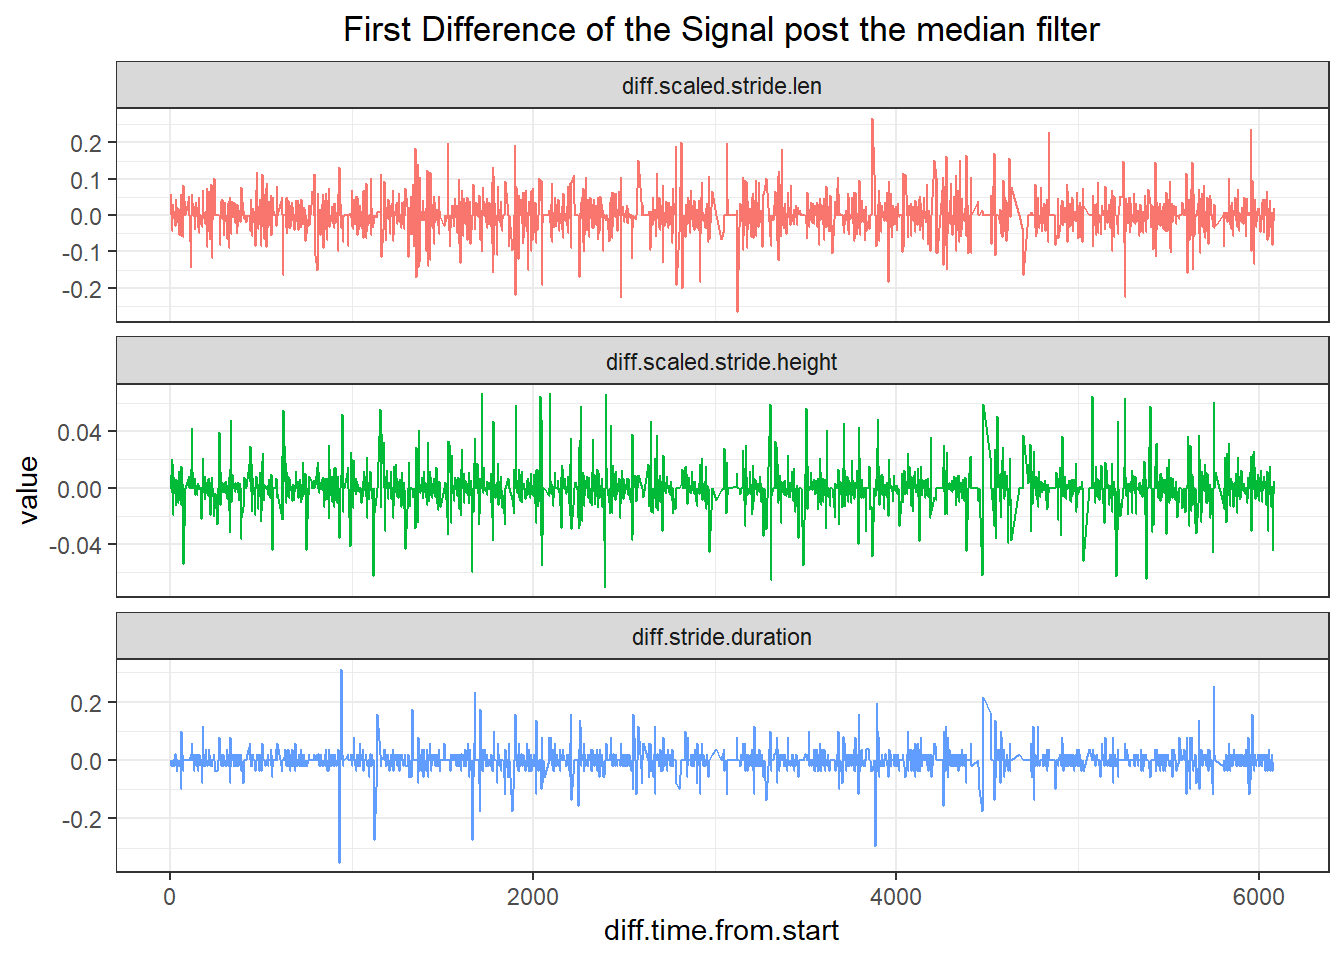 First Difference of the Signal post the median filter
diff.scaled.stride.len
0.2
0.1
0.0
-0.1
-0.2
diff.scaled.stride.height
0.04
0.00
-0.04
value
diff.stride.duration
0.2
0.0
-0.2
0 2000 4000 6000
diff.time.from.start